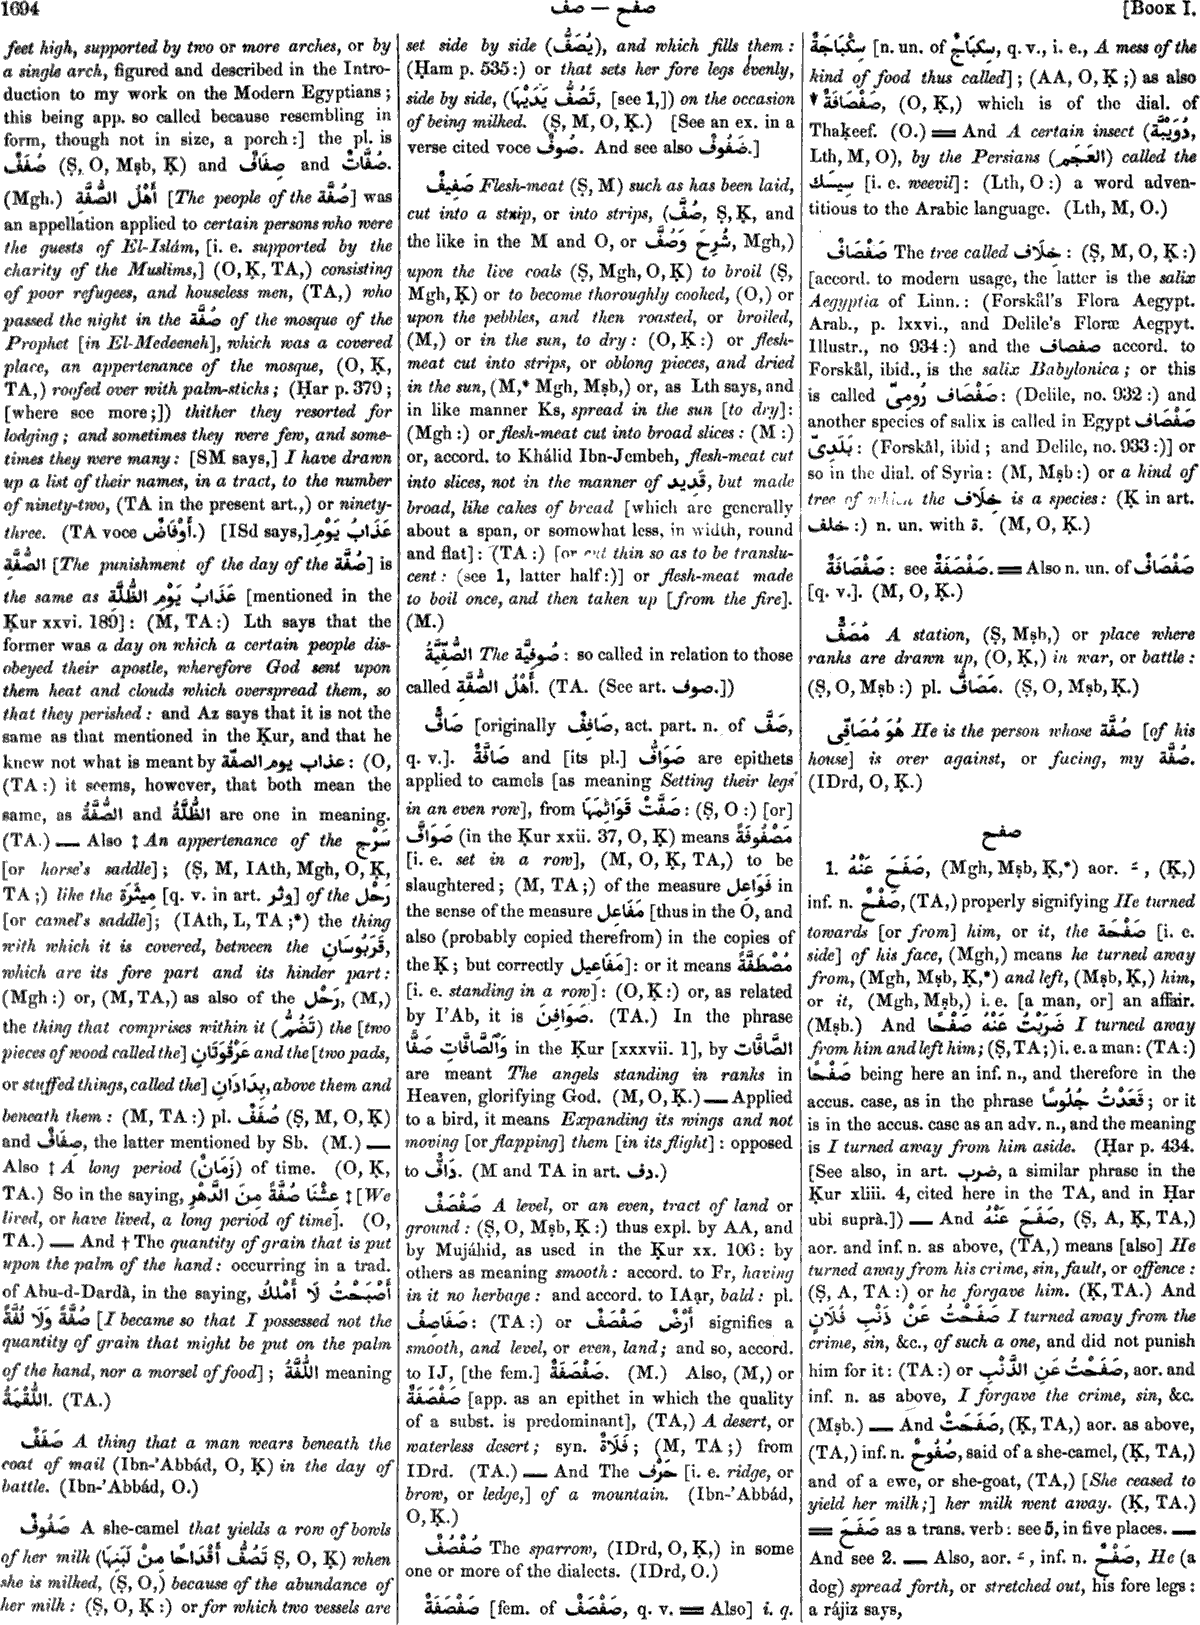 1694
صف — صفح
[BOOK I.
feet high, supported by two or more arches, or by
a single arch, figured and described in the Intro-
duction to my work on the Modern Egyptians;
this being app. so called because resembling in
form, though not in size, a porch:] the pl. is
صُفَفٌ (Ṣ, O, Mṣb, Ḳ) and صِفَافٌ and صُفَّاتٌ.
(Mgh.) أَهْلُ الصُّفَّةِ [The people of the صُفَّة] was
an appellation applied to certain persons who were
the guests of El-Islám, [i. e. supported by the
charity of the Muslims,] (O, Ḳ, TA,) consisting
of poor refugees, and houseless men, (TA,) who
passed the night in the صُفَّة of the mosque of the
Prophet [in El-Medeeneh], which was a covered
place, an appertenance of the mosque, (O, Ḳ,
TA,) roofed over with palm-sticks; (Ḥar p. 379;
[where see more;]) thither they resorted for
lodging; and sometimes they were few, and some-
times they were many: [SM says,] I have drawn
up a list of their names, in a tract, to the number
of ninety-two, (TA in the present art.,) or ninety-
three. (TA voce أَوْفَاضٌ.) [ISd says,] عَذَابُ يَوْمِ
الصُّفَّةِ [The punishment of the day of the صُفَّة] is
the same as عَذَابُ يَوْمِ الظُّلَّةِ [mentioned in the
Ḳur xxvi. 189]: (M, TA:) Lth says that the
former was a day on which a certain people dis-
obeyed their apostle, wherefore God sent upon
them heat and clouds which overspread them, so
that they perished: and Az says that it is not the
same as that mentioned in the Ḳur, and that he
knew not what is meant by عذاب يوم الصفّة: (O,
(TA:) it seems, however, that both mean the
same, as الصُّفَّةُ and الظُّلَّةُ are one in meaning.
(TA.) — Also ‡ An appertenance of the سَرْج
[or horse's saddle]; (Ṣ, M, IAth, Mgh, O, Ḳ,
TA;) like the مِيثَرَة [q. v. in art. وثر] of the رَحْل
[or camel's saddle]; (IAth, L, TA;*) the thing
with which it is covered, between the قَرَبُوسَانِ,
which are its fore part and its hinder part:
(Mgh:) or, (M, TA,) as also of the رَحْل, (M,)
the thing that comprises within it (تَضُمُّ) the [two
pieces of wood called the] عَرْقُوَتَانِ and the [two pads,
or stuffed things, called the] بِدَادَانِ, above them and
beneath them: (M, TA:) pl. صُفَفٌ (Ṣ, M, O, Ḳ)
and صِفَافٌ, the latter mentioned by Sb. (M.) —
Also ‡ A long period (زَمَانٌ) of time. (O, Ḳ,
TA.) So in the saying, عِشْنَا صُفَّةً مِنَ الدَّهْرِ ‡ [We
lived, or have lived, a long period of time]. (O,
TA.) — And † The quantity of grain that is put
upon the palm of the hand: occurring in a trad.
of Abu-d-Dardà, in the saying, أَصْبَحْتُ لَا أَمْلِكُ
صُفَّةً وَلَا لُفَّةً [I became so that I possessed not the
quantity of grain that might be put on the palm
of the hand, nor a morsel of food]; اللُّفَّةُ meaning
اللُّقْمَةُ. (TA.)
صَفَفٌ A thing that a man wears beneath the
coat of mail (Ibn-'Abbád, O, Ḳ) in the day of
battle. (Ibn-'Abbád, O.)
صَفُوفٌ A she-camel that yields a row of bowls
of her milk (تَصُفُّ أَقْدَاحًا مِنْ لَبَنِهَا Ṣ, O, Ḳ) when
she is milked, (Ṣ, O,) because of the abundance of
her milk: (Ṣ, O, Ḳ:) or for which two vessels are
set side by side (يُصَفُّ), and which fills them:
(Ḥam p. 535:) or that sets her fore legs evenly,
side by side, (تَصُفُّ يَدَيْهَا, [see 1,]) on the occasion
of being milked. (Ṣ, M, O, Ḳ.) [See an ex. in a
verse cited voce صُوفٌ. And see also ضَفُوفٌ.]
صَفِيفٌ Flesh-meat (Ṣ, M) such as has been laid,
cut into a strip, or into strips, (صُفَّ, Ṣ, Ḳ, and
the like in the M and O, or شُرِحَ وَصُفَّ, Mgh,)
upon the live coals (Ṣ, Mgh, O, Ḳ) to broil (Ṣ,
Mgh, Ḳ) or to become thoroughly cooked, (O,) or
upon the pebbles, and then roasted, or broiled,
(M,) or in the sun, to dry: (O, Ḳ:) or flesh-
meat cut into strips, or oblong pieces, and dried
in the sun, (M,* Mgh, Mṣb,) or, as Lth says, and
in like manner Ks, spread in the sun [to dry]:
(Mgh:) or flesh-meat cut into broad slices: (M:)
or, accord. to Khálid Ibn-Jembeh, flesh-meat cut
into slices, not in the manner of قَدِيد, but made
broad, like cakes of bread [which are generally
about a span, or somewhat less, in width, round
and flat]: (TA:) [or cut thin so as to be translu-
cent: (see 1, latter half:)] or flesh-meat made
to boil once, and then taken up [from the fire].
(M.)
الصُّفِّيَّةُ The صُوفِيَّة: so called in relation to those
called أَهْلُ الصُّفَّةِ. (TA. (See art. صوف.])
صَافٌّ [originally صَافِفٌ, act. part. n. of صَفَّ,
q. v.]. صَافَّةٌ and [its pl.] صَوَافُّ are epithets
applied to camels [as meaning Setting their legs
in an even row], from صَفَّتْ قَوَائِمَهَا: (Ṣ, O:) [or]
صَوَافَّ (in the Ḳur xxii. 37, O, Ḳ) means مَصْفُوفَةً
[i. e. set in a row], (M, O, Ḳ, TA,) to be
slaughtered; (M, TA;) of the measure فَوَاعِل in
the sense of the measure مَفَاعِل [thus in the O, and
also (probably copied therefrom) in the copies of
the Ḳ; but correctly مَفَاعِيل]: or it means مُصْطَفَّةً
[i. e. standing in a row]: (O, Ḳ:) or, as related
by I'Ab, it is صَوَافِنَ. (TA.) In the phrase
وَالصَّافَّاتِ صَفًّا in the Ḳur [xxxvii. 1], by الصَّافَّات
are meant The angels standing in ranks in
Heaven, glorifying God. (M, O, Ḳ.) — Applied
to a bird, it means Expanding its wings and not
moving [or flapping] them [in its flight]: opposed
to دَافٌّ. (M and TA in art. دف.)
صَفْصَفٌ A level, or an even, tract of land or
ground: (Ṣ, O, Mṣb, Ḳ:) thus expl. by AA, and
by Mujáhid, as used in the Ḳur xx. 106: by
others as meaning smooth: accord. to Fr, having
in it no herbage: and accord. to IAạr, bald: pl.
صَفَاصِفُ: (TA:) or أَرْضٌ صَفْصَفٌ signifies a
smooth, and level, or even, land; and so, accord.
to IJ, [the fem.] صَفْصَفَةٌ. (M.) Also, (M,) or
صَفْصَفَةٌ [app. as an epithet in which the quality
of a subst. is predominant], (TA,) A desert, or
waterless desert; syn. فَلَاةٌ; (M, TA;) from
IDrd. (TA.) — And The حَرْف [i. e. ridge, or
brow, or ledge,] of a mountain. (Ibn-'Abbád,
O, Ḳ.)
صُفْصُفٌ The sparrow, (IDrd, O, Ḳ,) in some
one or more of the dialects. (IDrd, O.)
صَفْصَفَةٌ [fem. of صَفْصَفٌ, q. v. ═ Also] i. q.
سِكْبَاجَةٌ [n. un. of سِكْبَاجٌ, q. v., i. e., A mess of the
kind of food thus called]; (AA, O, Ḳ;) as also
▼ صَفْصَافَةٌ, (O, Ḳ,) which is of the dial. of
Thaḳeef. (O.) ═ And A certain insect (دُوَيْبَّةٌ,
Lth, M, O), by the Persians (العَجَم) called the
سِيسَك [i. e. weevil]: (Lth, O:) a word adven-
titious to the Arabic language. (Lth, M, O.)
صَفْصَافٌ The tree called خِلَاف: (Ṣ, M, O, Ḳ:)
[accord. to modern usage, the latter is the salix
Aegyptia of Linn.: (Forskål's Flora Aegypt.
Arab., p. lxxvi., and Delile's Floræ Aegpyt.
Illustr., no 934:) and the صفصاف accord. to
Forskål, ibid., is the salix Babylonica; or this
is called صَفْصَاف رُومِىّ: (Delile, no. 932:) and
another species of salix is called in Egypt صَفْصَاف
بَلَدِىّ: (Forskål, ibid; and Delile, no. 933:)] or
so in the dial. of Syria: (M, Mṣb:) or a kind of
tree of which the خِلَاف is a species: (Ḳ in art.
خلف:) n. un. with ة. (M, O, Ḳ.)
صَفْصَافَةٌ: see صَفْصَفَةٌ. ═ Also n. un. of صَفْصَافٌ
[q. v.]. (M, O, Ḳ.)
مَصَفٌّ A station, (Ṣ, Mṣb,) or place where
ranks are drawn up, (O, Ḳ,) in war, or battle:
(Ṣ, O, Mṣb:) pl. مَصَافُّ. (Ṣ, O, Mṣb, Ḳ.)
هُوَ مُصَافِّى He is the person whose صُفَّة [of his
house] is over against, or facing, my صُفَّة.
(IDrd, O, Ḳ.)
صفح
1. صَفَحَ عَنْهُ, (Mgh, Mṣb, Ḳ,*) aor. ـَ, (Ḳ,)
inf. n. صَفْحٌ, (TA,) properly signifying He turned
towards [or from] him, or it, the صَفْحَة [i. e.
side] of his face, (Mgh,) means he turned away
from, (Mgh, Mṣb, Ḳ,*) and left, (Mṣb, Ḳ,) him,
or it, (Mgh, Mṣb,) i. e. [a man, or] an affair.
(Mṣb.) And ضَرَبْتُ عَنْهُ صَفْحًا I turned away
from him and left him; (Ṣ, TA;) i. e. a man: (TA:)
صَفْحًا being here an inf. n., and therefore in the
accus. case, as in the phrase قَعَدْتُ جُلُوسًا; or it
is in the accus. case as an adv. n., and the meaning
is I turned away from him aside. (Ḥar p. 434.
[See also, in art. ضرب, a similar phrase in the
Ḳur xliii. 4, cited here in the TA, and in Ḥar
ubi suprà.]) — And صَفَحَ عَنْهُ, (Ṣ, A, Ḳ, TA,)
aor. and inf. n. as above, (TA,) means [also] He
turned away from his crime, sin, fault, or offence:
(Ṣ, A, TA:) or he forgave him. (Ḳ, TA.) And
صَفَحْتُ عَنْ ذَنْبِ فُلَانٍ I turned away from the
crime, sin, &c., of such a one, and did not punish
him for it: (TA:) or صَفَحْتُ عَنِ الذَّنْبِ, aor. and
inf. n. as above, I forgave the crime, sin, &c.
(Mṣb.) — And صَفَحَتْ, (Ḳ, TA,) aor. as above,
(TA,) inf. n. صُفُوحٌ, said of a she-camel, (Ḳ, TA,)
and of a ewe, or she-goat, (TA,) [She ceased to
yield her milk;] her milk went away. (Ḳ, TA.)
═ صَفَحَ as a trans. verb: see 5, in five places. —
And see 2. — Also, aor. ـَ, inf. n. صَفْحٌ, He (a
dog) spread forth, or stretched out, his fore legs:
a rájiz says,